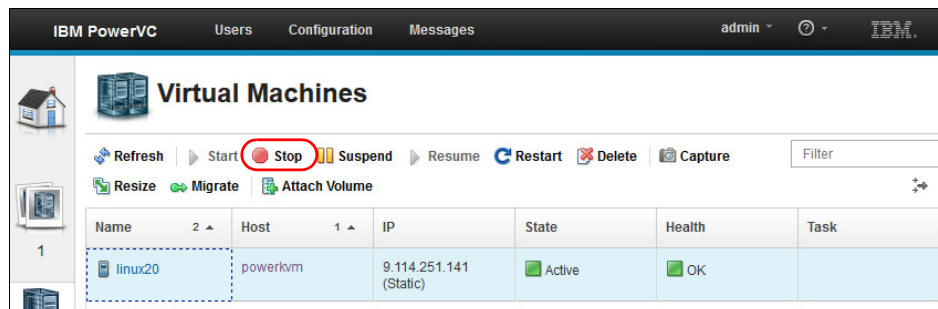 IBM PowerVC Users Configuration Messages admin IBM.
Virtual Machines
Refresh Start Stop Suspend Resume Restart Delete Capture Filter
Resize Migrate Attach Volume
Name 2 Host 1 IP State Health Task
1
linux20 powerkvm 9.114.251.141 Active OK
(Static)